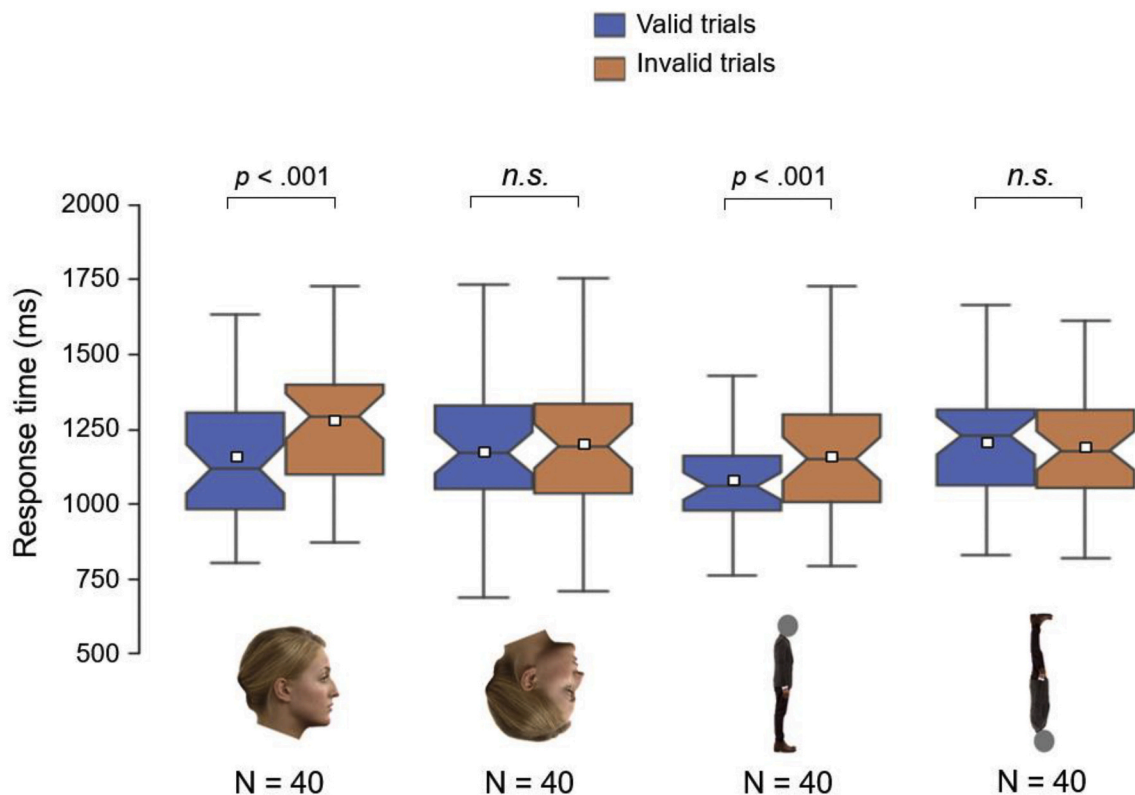 Valid trials
Invalid trials
p < .001
n.s.
p < .001
n.s.
Response time (ms)
2000
1750
1500
1250
1000
750
500
N = 40
N = 40
N = 40
N = 40